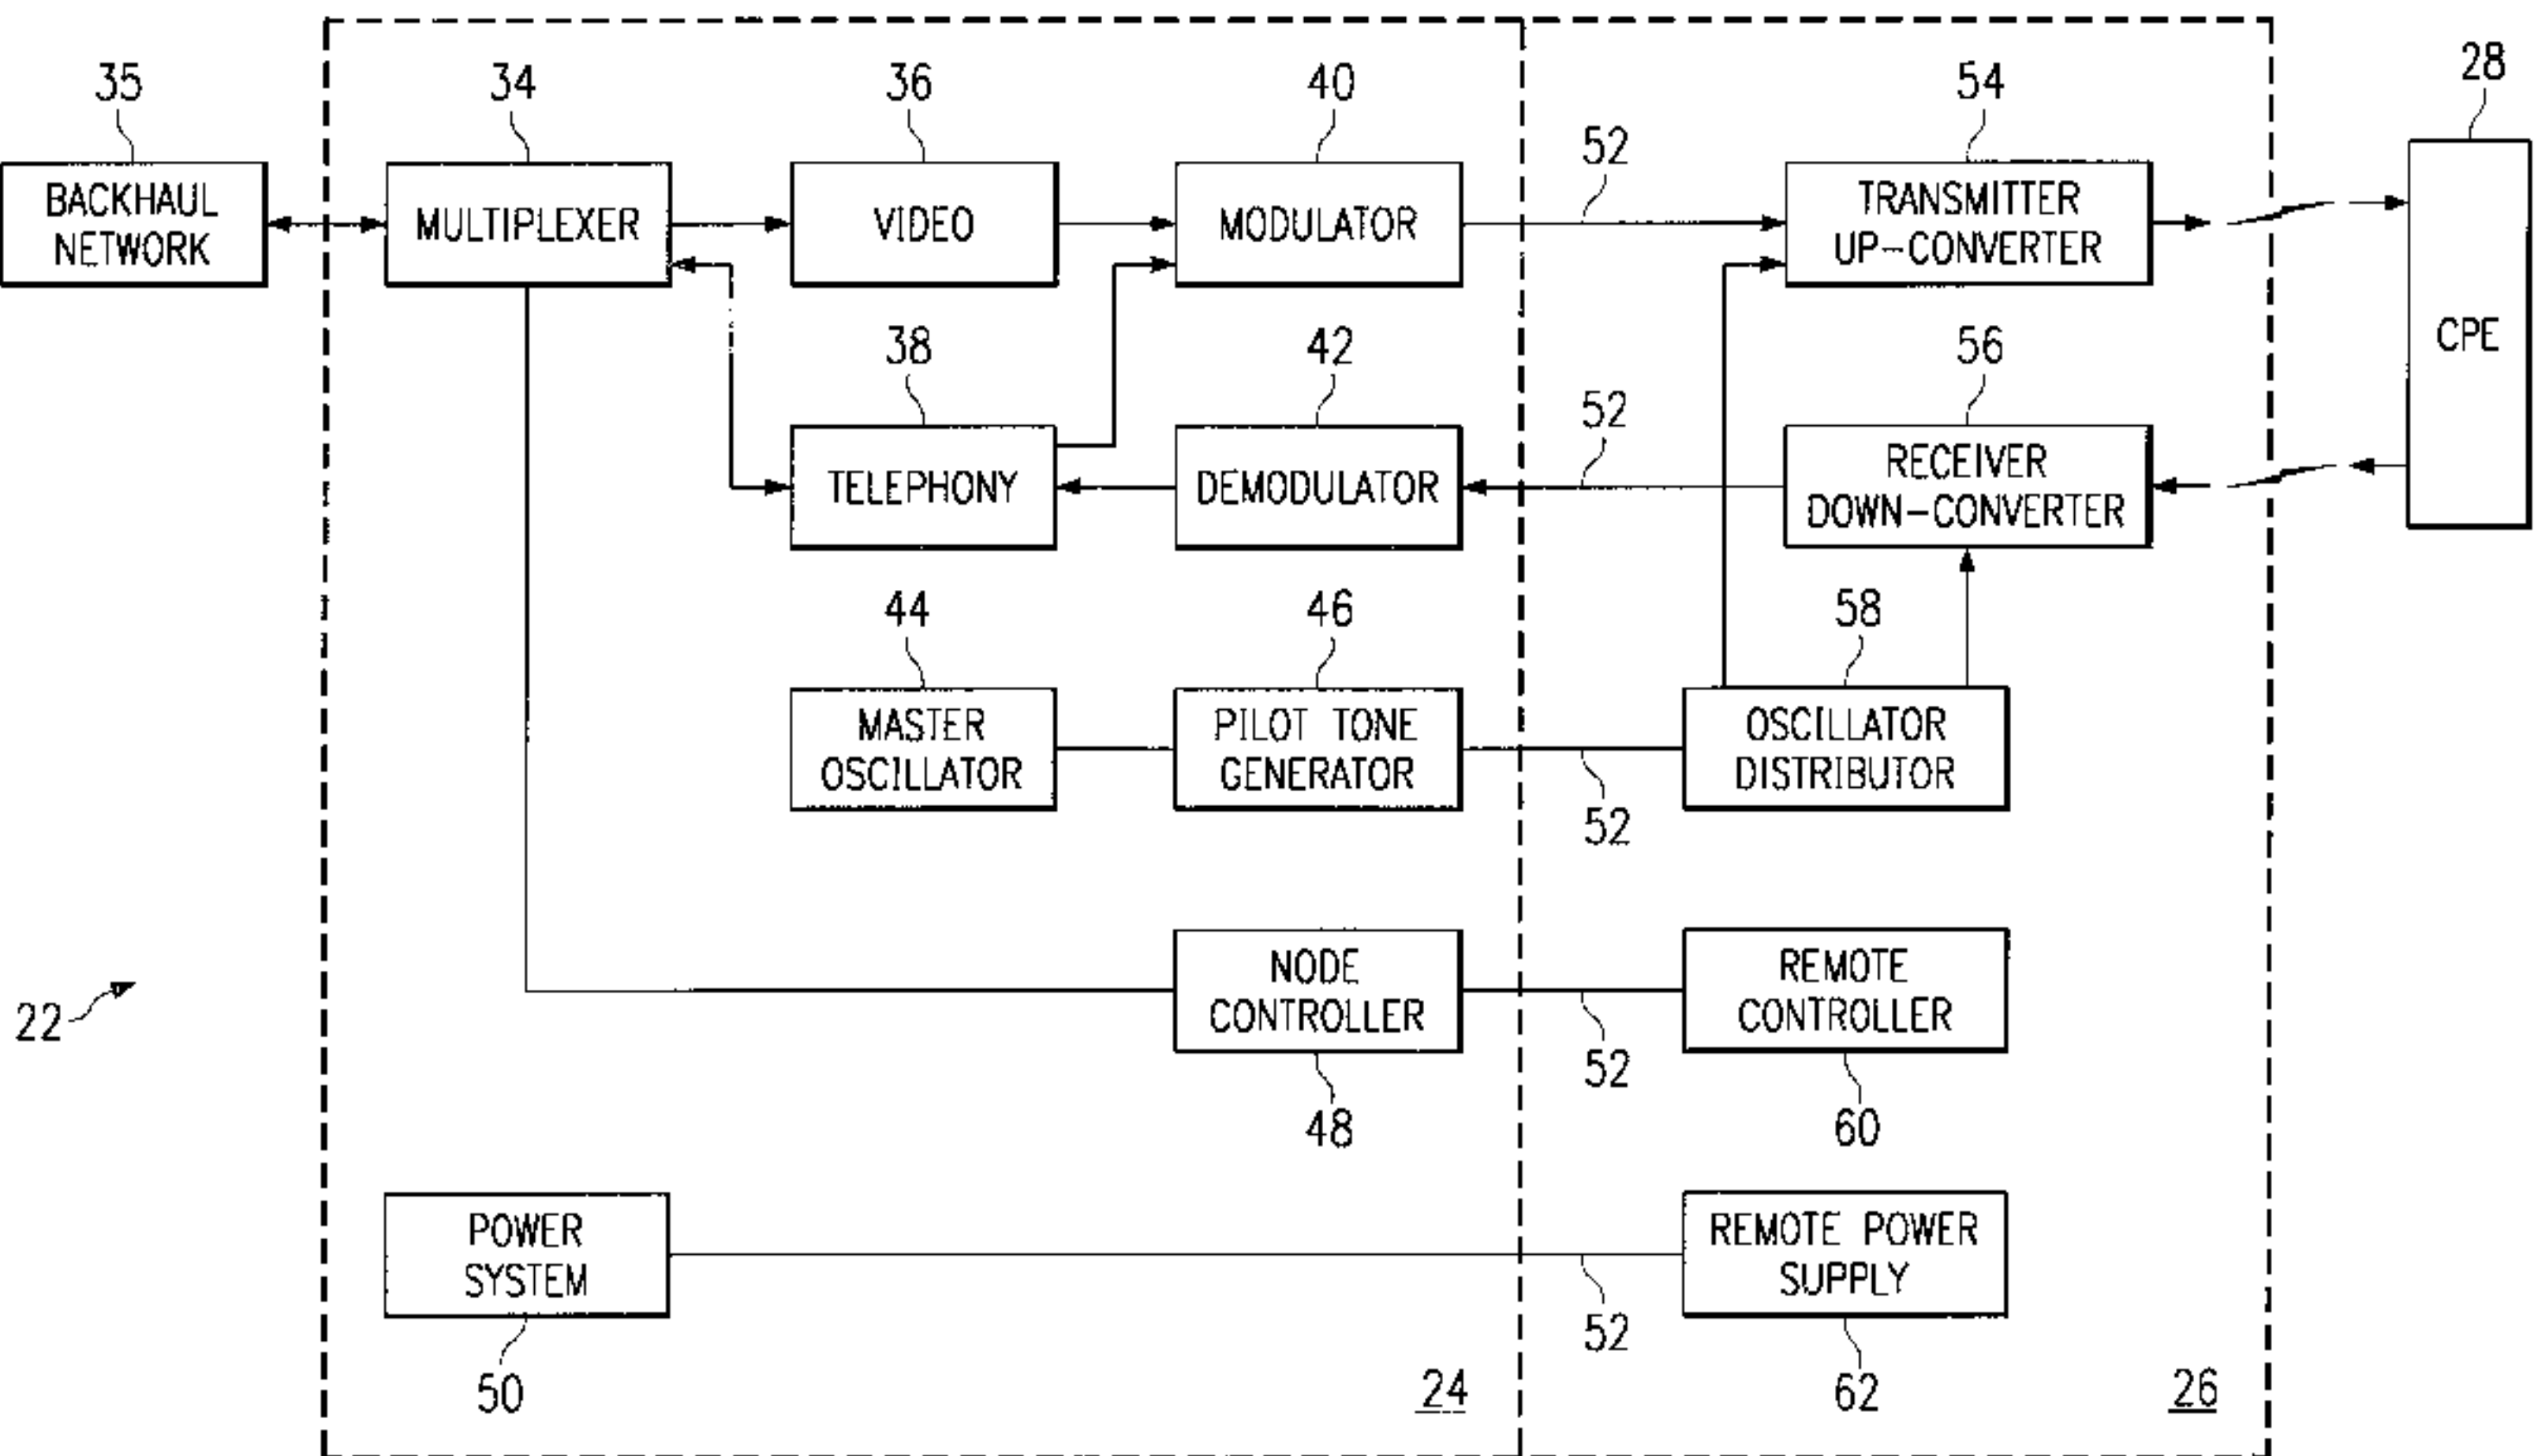 35
34
36
40
52
54
28
BACKHAUL
NETWORK
MULTIPLEXER
VIDEO
MODULATOR
TRANSMITTER
UP-CONVERTER
CPE
38
42
52
56
TELEPHONY
DEMODULATOR
RECEIVER
DOWN-CONVERTER
44
46
58
MASTER
OSCILLATOR
PILOT TONE
GENERATOR
52
OSCILLATOR
DISTRIBUTOR
22
NODE
CONTROLLER
48
52
REMOTE
CONTROLLER
60
POWER
SYSTEM
50
52
REMOTE POWER
SUPPLY
62
24
26